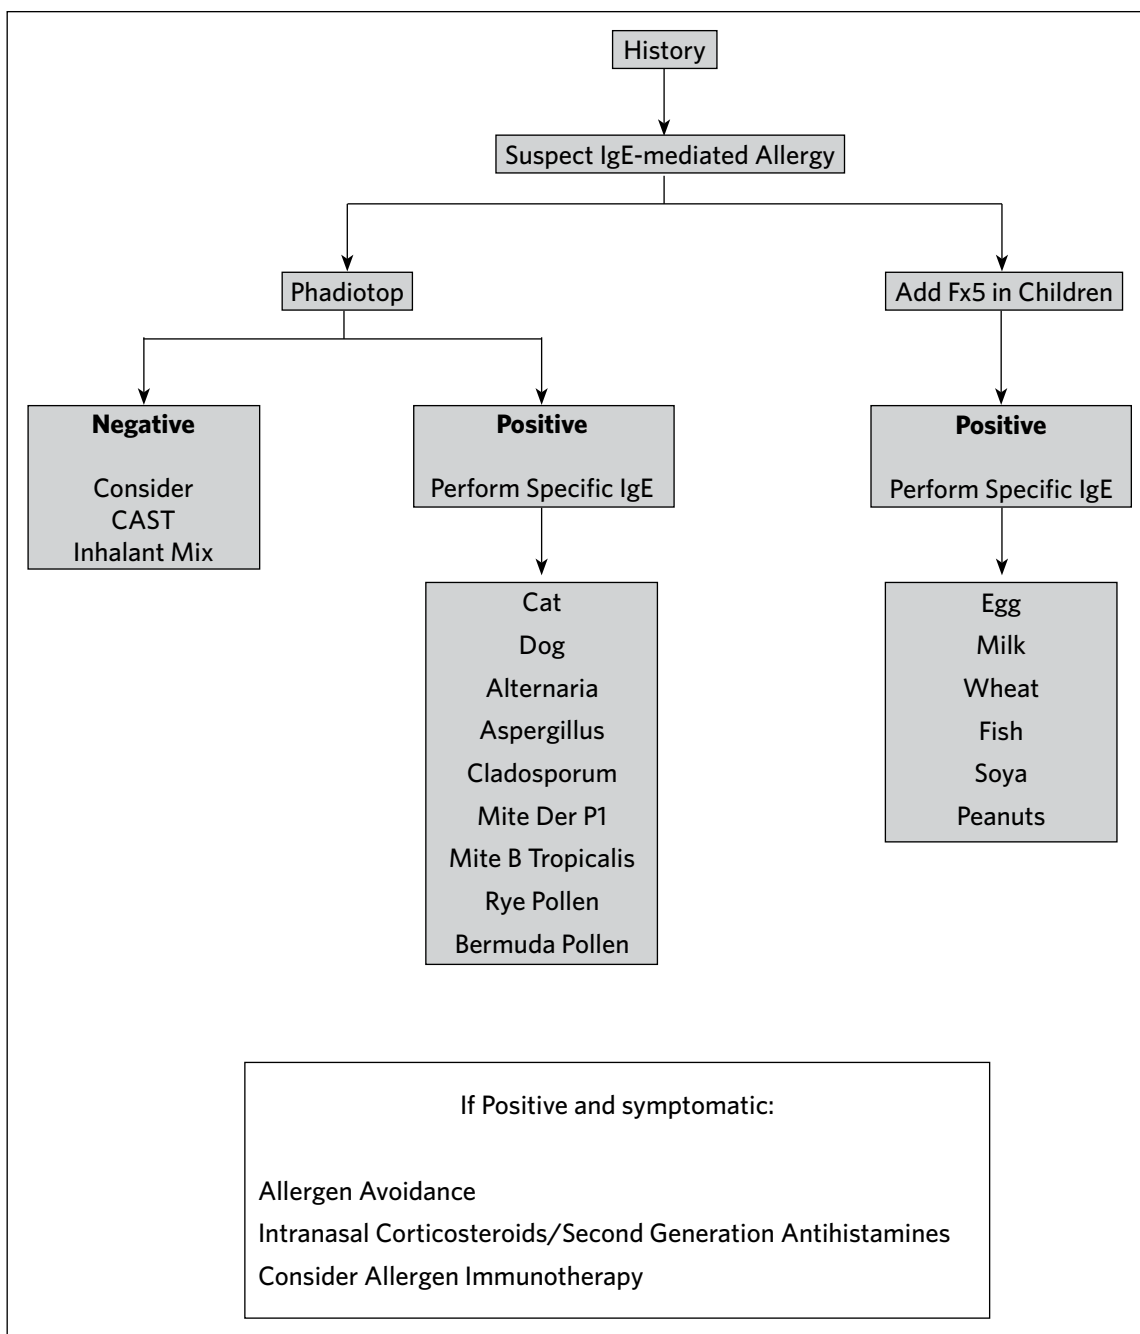 History
Suspect IgE-mediated Allergy
Phadiotop
Add Fx5 in Children
Negative
Consider
CAST
Inhalant Mix
Positive
Perform Specific IgE
Positive
Perform Specific IgE
Cat
Dog
Alternaria
Aspergillus
Cladosporum
Mite Der P1
Mite B Tropicalis
Rye Pollen
Bermuda Pollen
Egg
Milk
Wheat
Fish
Soya
Peanuts
If Positive and symptomatic:
Allergen Avoidance
Intranasal Corticosteroids/Second Generation Antihistamines
Consider Allergen Immunotherapy